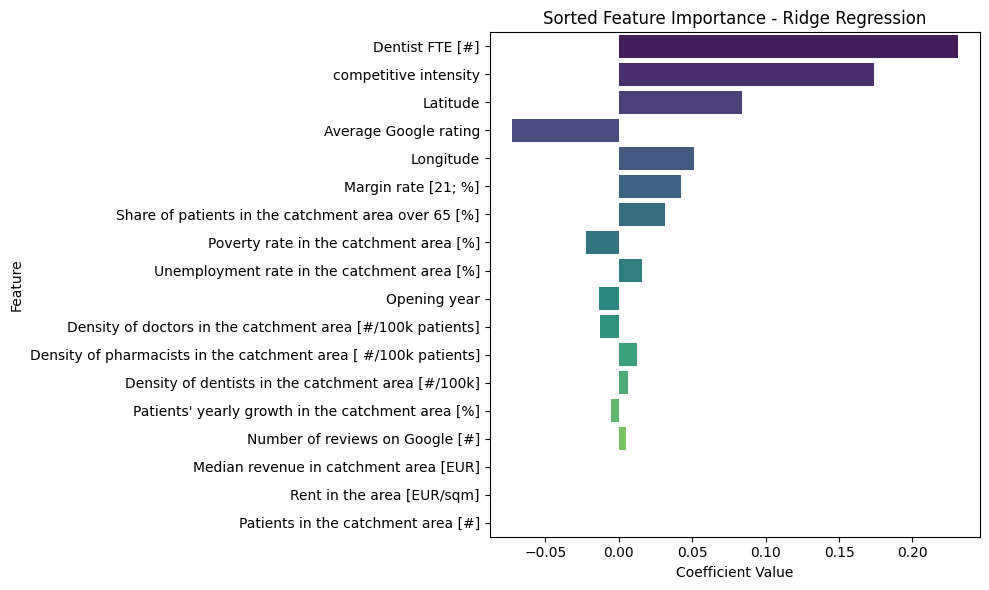 Sorted Feature Importance - Ridge Regression
Feature
Dentist FTE [#]
competitive intensity
Latitude
Average Google rating
Longitude
Margin rate [21; %]
Share of patients in the catchment area over 65 [%]
Poverty rate in the catchment area [%]
Unemployment rate in the catchment area [%]
Opening year
Density of doctors in the catchment area [#/100k patients]
Density of pharmacists in the catchment area [ #/100k patients]
Density of dentists in the catchment area [#/100k]
Patients' yearly growth in the catchment area [%]
Number of reviews on Google [#]
Median revenue in catchment area [EUR]
Rent in the area [EUR/sqm]
Patients in the catchment area [#]
−0.05 0.00 0.05 0.10 0.15 0.20
Coefficient Value